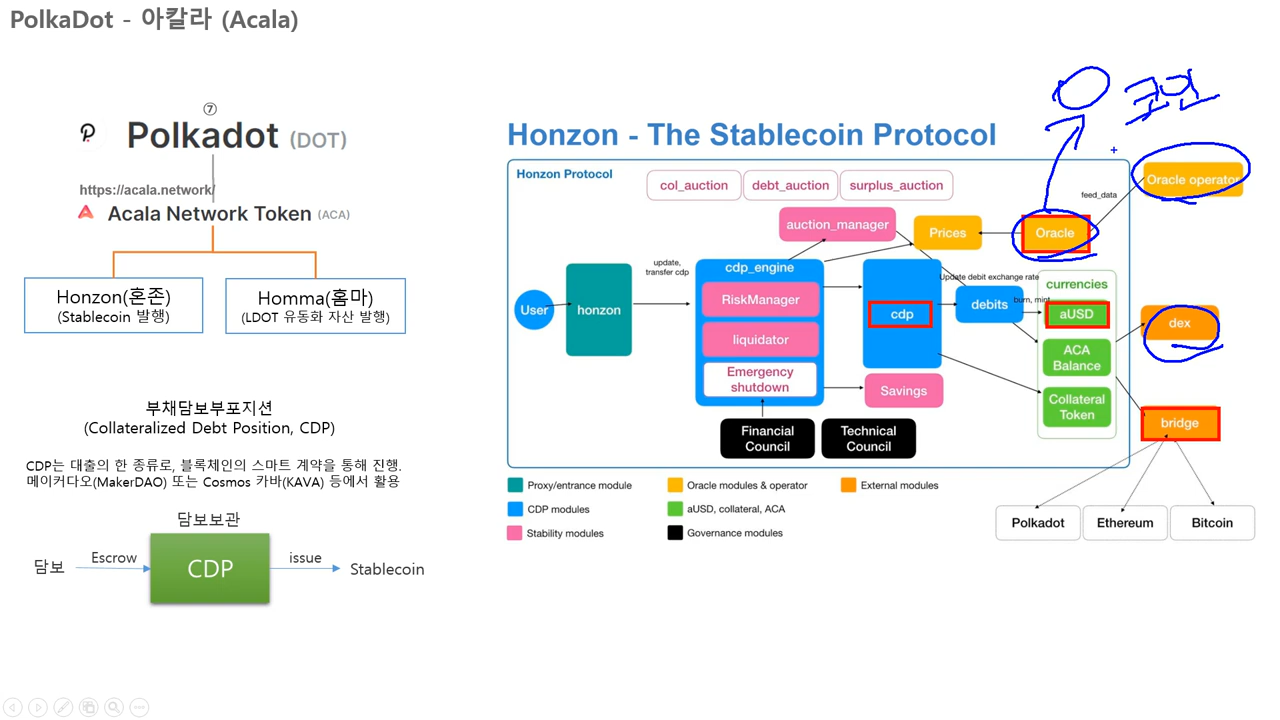 PolkaDot - 아칼라 (Acala)
⑦
Polkadot (DOT)
https://acala.network/
Acala Network Token (ACA)
Honzon(혼존)
(Stablecoin 발행)
Homma(홈마)
(LDOT 유동화 자산 발행)
부채담보부포지션
(Collateralized Debt Position, CDP)
CDP는 대출의 한 종류로, 블록체인의 스마트 계약을 통해 진행.
메이커다오(MakerDAO) 또는 Cosmos 카바(KAVA) 등에서 활용
담보보관
담보
Escrow
CDP
issue
Stablecoin
코인
Honzon - The Stablecoin Protocol
Honzon Protocol
col_auction
debt_auction
surplus_auction
Oracle operator
feed_data
auction_manager
Prices
Oracle
update,
transfer cdp
cdp_engine
Update debit exchange rate
currencies
User
honzon
RiskManager
cdp
debits
burn, mint
aUSD
dex
liquidator
ACA
Balance
Emergency
shutdown
Savings
Collateral
Token
bridge
Financial
Council
Technical
Council
Proxy/entrance module
Oracle modules & operator
External modules
CDP modules
aUSD, collateral, ACA
Stability modules
Governance modules
Polkadot
Ethereum
Bitcoin